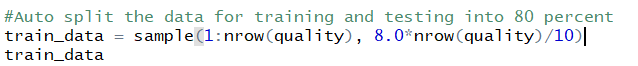 #Auto split the data for training and testing into 80 percent
train_data = sample(1:nrow(quality), 8.0*nrow(quality)/10)
train_data